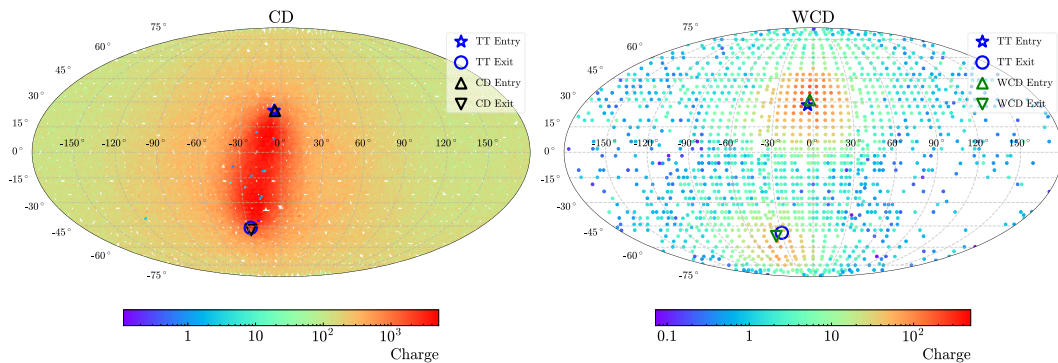 CD
75°
60°
45°
30°
15°
0°
-15°
-30°
-45°
-60°
-75°
-150° -120° -90° -60° -30° 0° 30° 60° 90° 120° 150°
TT Entry
TT Exit
CD Entry
CD Exit
1 10 10² 10³
Charge
WCD
75°
60°
45°
30°
15°
0°
-15°
-30°
-45°
-60°
-75°
-150° -120° -90° -60° -30° 0° 30° 60° 90° 120° 150°
TT Entry
TT Exit
WCD Entry
WCD Exit
0.1 1 10 10²
Charge